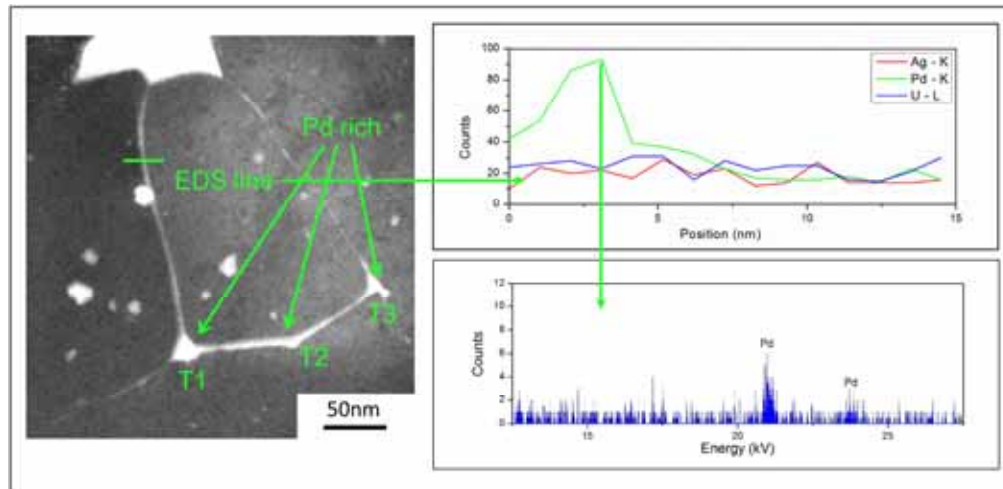 Pd rich
EDS line
T1
T2
T3
50nm
100
80
60
40
20
0
Counts
Ag - K
Pd - K
U - L
0
5
10
15
Position (nm)
12
10
8
6
4
2
0
Counts
Pd
Pd
15
20
25
Energy (kV)